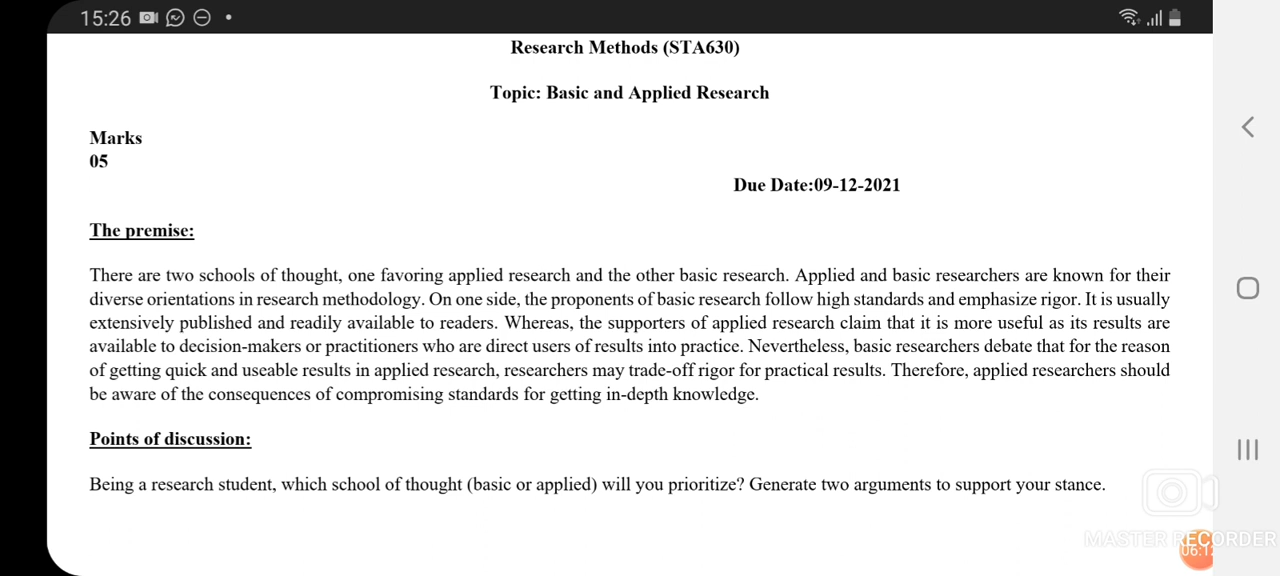 15:26
Research Methods (STA630)
Topic: Basic and Applied Research
Marks
05
Due Date:09-12-2021
The premise:
There are two schools of thought, one favoring applied research and the other basic research. Applied and basic researchers are known for their
diverse orientations in research methodology. On one side, the proponents of basic research follow high standards and emphasize rigor. It is usually
extensively published and readily available to readers. Whereas, the supporters of applied research claim that it is more useful as its results are
available to decision-makers or practitioners who are direct users of results into practice. Nevertheless, basic researchers debate that for the reason
of getting quick and useable results in applied research, researchers may trade-off rigor for practical results. Therefore, applied researchers should
be aware of the consequences of compromising standards for getting in-depth knowledge.
Points of discussion:
Being a research student, which school of thought (basic or applied) will you prioritize? Generate two arguments to support your stance.
MASTER RECORDER